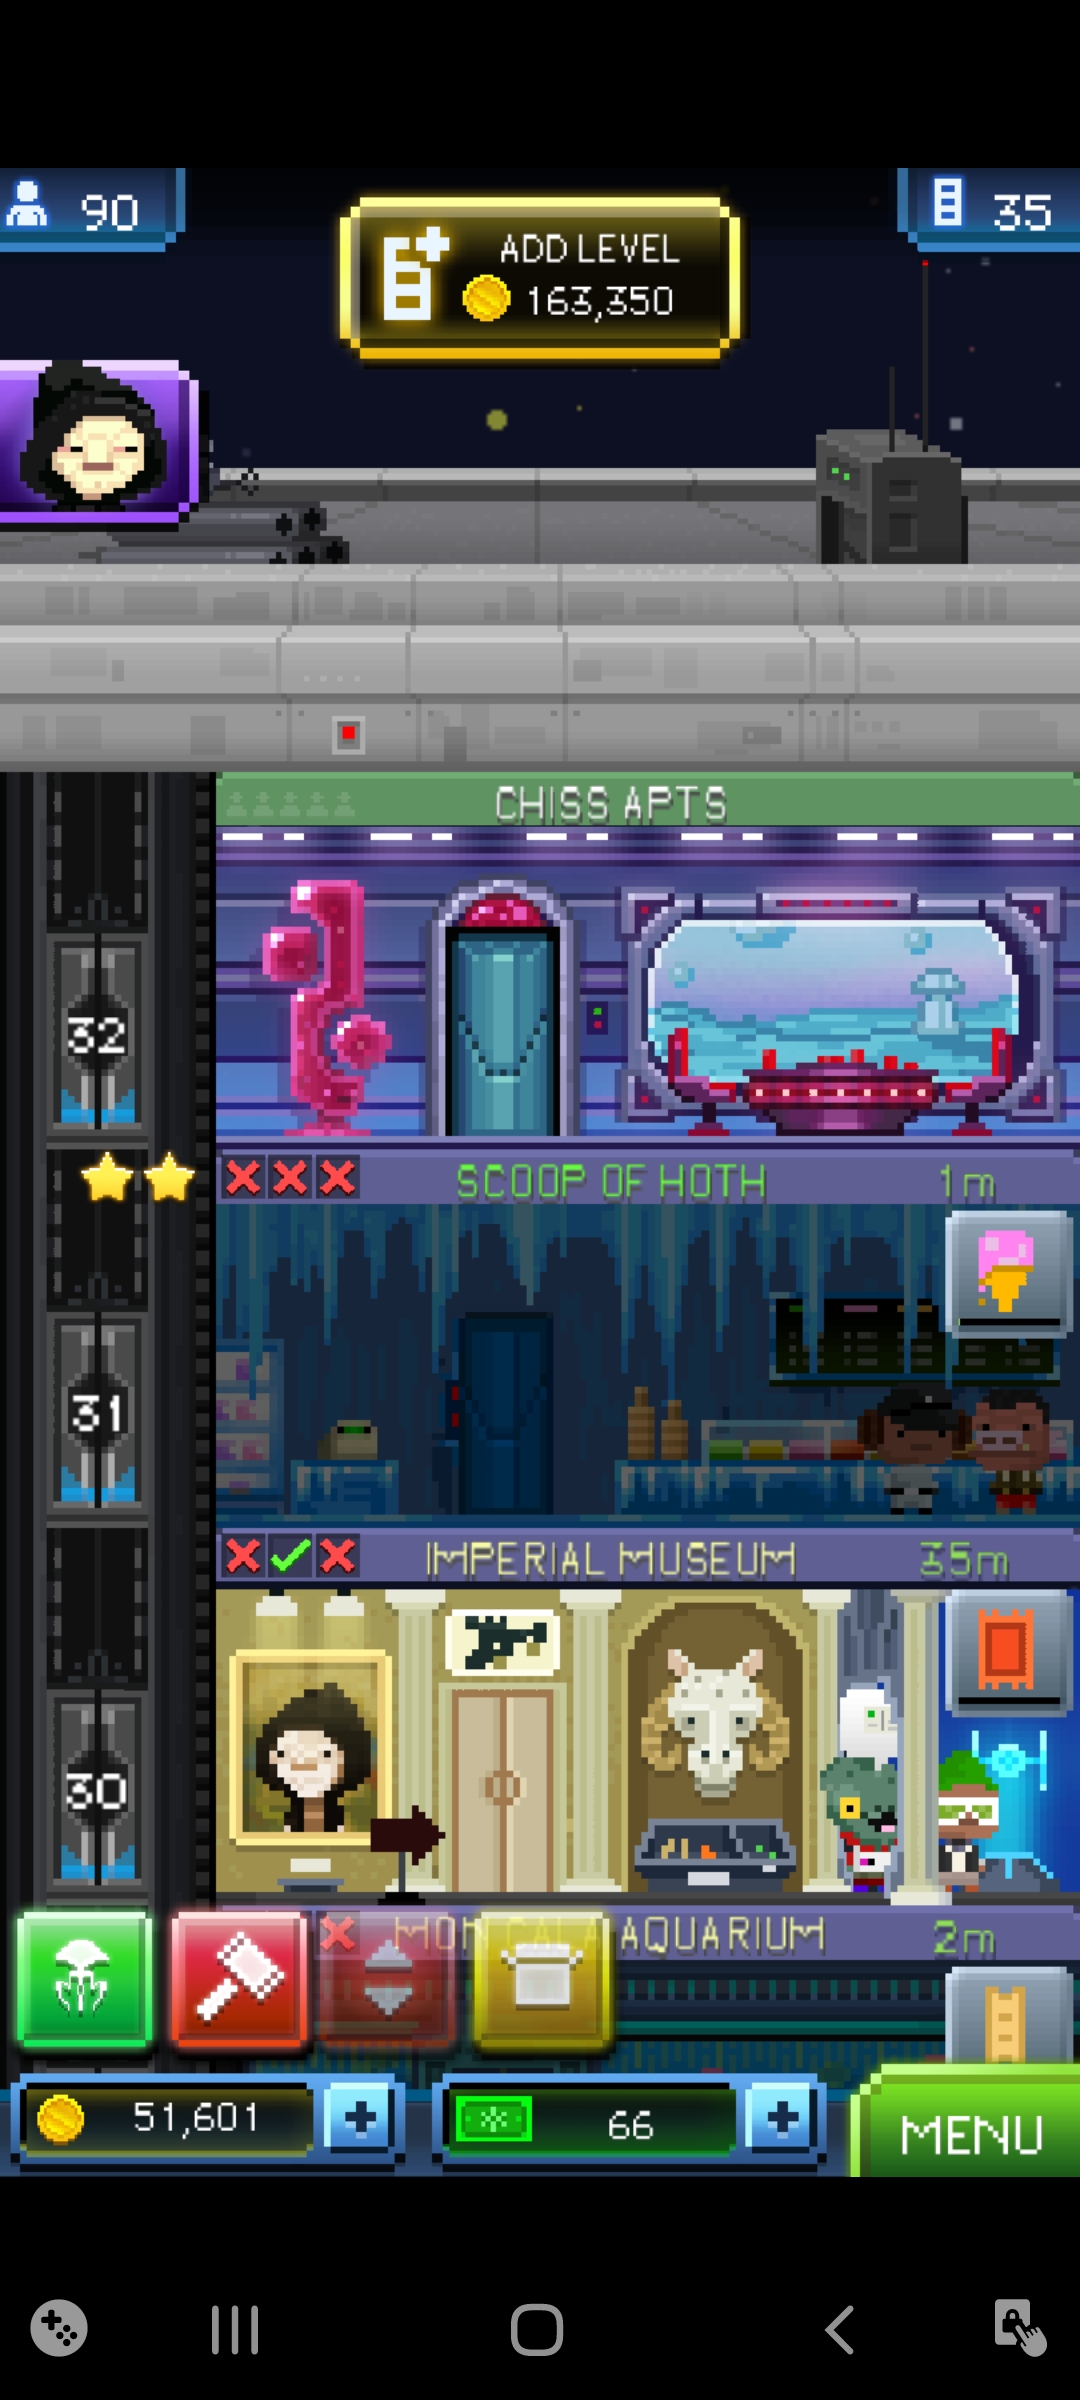 90
ADD LEVEL
163,350
35
CHISS APTS
32
SCOOP OF HOTH
1m
31
IMPERIAL MUSEUM
35m
30
MON CALA AQUARIUM
2m
51,601
66
MENU